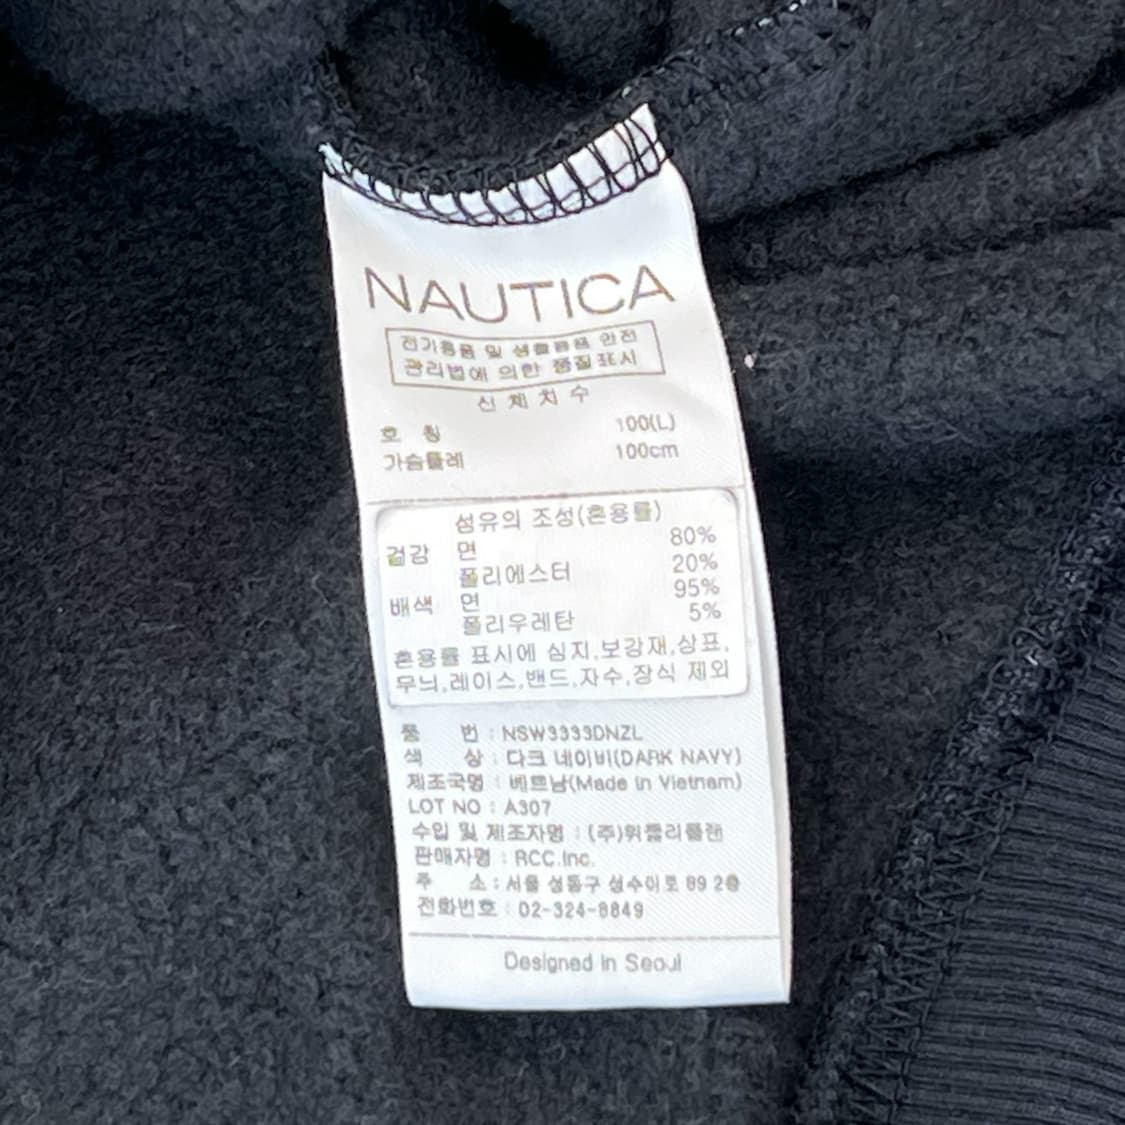 NAUTICA
전기용품 및 생활용품 안전
관리법에 의한 품질표시
신체치수
호 칭 100(L)
가슴둘레 100cm
섬유의 조성(혼용률)
겉감 면 80%
폴리에스터 20%
배색 면 95%
폴리우레탄 5%
혼용률 표시에 심지,보강재,상표,
무늬,레이스,밴드,자수,장식 제외
품 번 : NSW3333DNZL
색 상 : 다크 네이비(DARK NAVY)
제조국명 : 베트남(Made in Vietnam)
LOT NO : A307
수입 및 제조자명 : (주)위플리플랜
판매자명 : RCC.Inc.
주 소 : 서울 성동구 성수이로 89 2층
전화번호 : 02-324-8849
Designed in Seoul